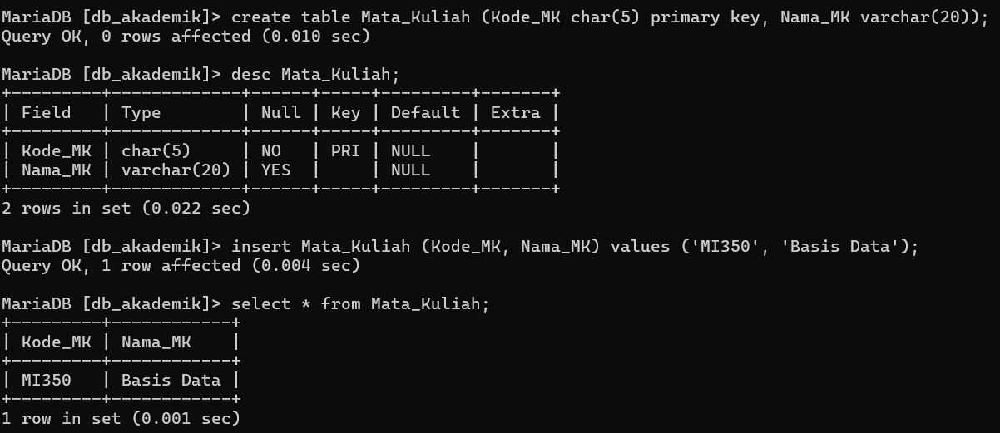 MariaDB [db_akademik]> create table Mata_Kuliah (Kode_MK char(5) primary key, Nama_MK varchar(20));
Query OK, 0 rows affected (0.010 sec)

MariaDB [db_akademik]> desc Mata_Kuliah;
+---------+-------------+------+-----+---------+-------+
| Field   | Type        | Null | Key | Default | Extra |
+---------+-------------+------+-----+---------+-------+
| Kode_MK | char(5)     | NO   | PRI | NULL    |       |
| Nama_MK | varchar(20) | YES  |     | NULL    |       |
+---------+-------------+------+-----+---------+-------+
2 rows in set (0.022 sec)

MariaDB [db_akademik]> insert Mata_Kuliah (Kode_MK, Nama_MK) values ('MI350', 'Basis Data');
Query OK, 1 row affected (0.004 sec)

MariaDB [db_akademik]> select * from Mata_Kuliah;
+---------+------------+
| Kode_MK | Nama_MK    |
+---------+------------+
| MI350   | Basis Data |
+---------+------------+
1 row in set (0.001 sec)